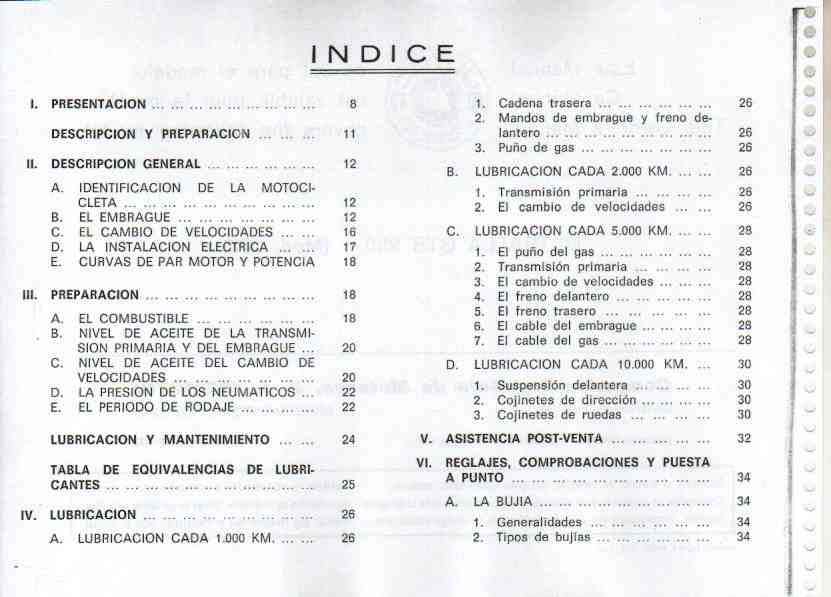 INDICE
I. PRESENTACION ... ... ... ... ... ... ... ... ... 8
DESCRIPCION Y PREPARACION ... ... ... 11
II. DESCRIPCION GENERAL ... ... ... ... ... ... 12
A. IDENTIFICACION DE LA MOTOCI-
CLETA ... ... ... ... ... ... ... ... ... ... 12
B. EL EMBRAGUE ... ... ... ... ... ... ... 12
C. EL CAMBIO DE VELOCIDADES ... ... 16
D. LA INSTALACION ELECTRICA ... ... ... 17
E. CURVAS DE PAR MOTOR Y POTENCIA 18
III. PREPARACION ... ... ... ... ... ... ... ... ... 18
A. EL COMBUSTIBLE ... ... ... ... ... ... 18
B. NIVEL DE ACEITE DE LA TRANSMI-
SION PRIMARIA Y DEL EMBRAGUE ... 20
C. NIVEL DE ACEITE DEL CAMBIO DE
VELOCIDADES ... ... ... ... ... ... ... 20
D. LA PRESION DE LOS NEUMATICOS ... 22
E. EL PERIODO DE RODAJE ... ... ... ... 22
LUBRICACION Y MANTENIMIENTO ... ... 24
TABLA DE EQUIVALENCIAS DE LUBRI-
CANTES ... ... ... ... ... ... ... ... ... ... ... 25
IV. LUBRICACION ... ... ... ... ... ... ... ... ... 26
A. LUBRICACION CADA 1.000 KM. ... ... 26
1. Cadena trasera ... ... ... ... ... ... 26
2. Mandos de embrague y freno de-
lantero ... ... ... ... ... ... ... ... ... 26
3. Puño de gas ... ... ... ... ... ... ... 26
B. LUBRICACION CADA 2.000 KM. ... ... 26
1. Transmisión primaria ... ... ... ... 26
2. El cambio de velocidades ... ... 26
C. LUBRICACION CADA 5.000 KM. ... ... 28
1. El puño del gas ... ... ... ... ... ... 28
2. Transmisión primaria ... ... ... ... 28
3. El cambio de velocidades ... ... ... 28
4. El freno delantero ... ... ... ... ... 28
5. El freno trasero ... ... ... ... ... 28
6. El cable del embrague ... ... ... ... 28
7. El cable del gas ... ... ... ... ... ... 28
D. LUBRICACION CADA 10.000 KM. ... 30
1. Suspensión delantera ... ... ... ... 30
2. Cojinetes de dirección ... ... ... ... 30
3. Cojinetes de ruedas ... ... ... ... 30
V. ASISTENCIA POST-VENTA ... ... ... ... ... 32
VI. REGLAJES, COMPROBACIONES Y PUESTA
A PUNTO ... ... ... ... ... ... ... ... ... ... 34
A. LA BUJIA ... ... ... ... ... ... ... ... ... 34
1. Generalidades ... ... ... ... ... ... 34
2. Tipos de bujías ... ... ... ... ... ... 34